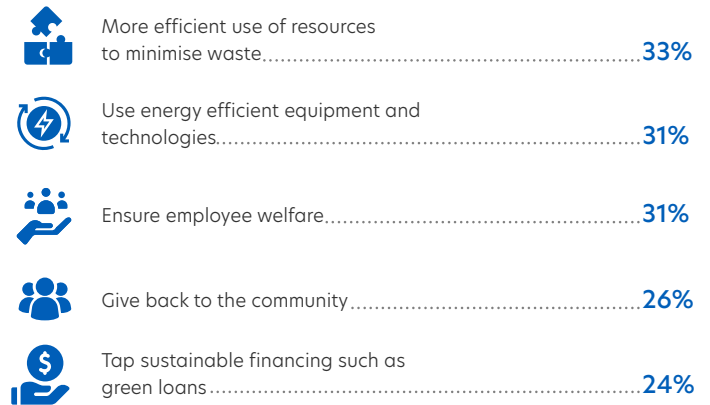 More efficient use of resources
to minimise waste 33%
Use energy efficient equipment and
technologies 31%
Ensure employee welfare 31%
Give back to the community 26%
Tap sustainable financing such as
green loans 24%